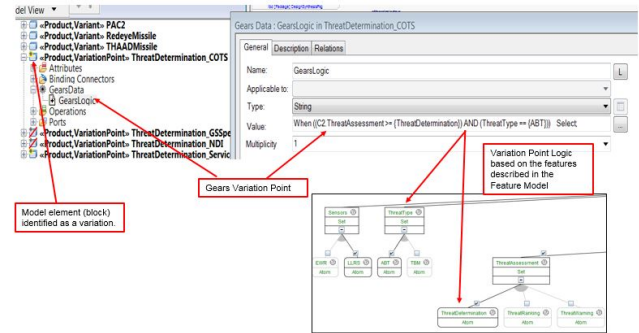 del View
«Product,Variant» PAC2
«Product,Variant» RedeyeMissile
«Product,Variant» THAADMissile
«Product,VariationPoint» ThreatDetermination_COTS
Attributes
Binding Connectors
GearsData
GearsLogic
Operations
Ports
«Product,VariationPoint» ThreatDetermination_GSSpe
«Product,VariationPoint» ThreatDetermination_NDI
«Product,VariationPoint» ThreatDetermination_Servic
Gears Data : GearsLogic in ThreatDetermination_COTS
General Description Relations
Name: GearsLogic L
Applicable to:
Type: String
Value: When ((C2.ThreatAssessment >= {ThreatDetermination}) AND (ThreatType == {ABT})) Select;
Multiplicity 1
Gears Variation Point
Variation Point Logic
based on the features
described in the
Feature Model
Model element (block)
identified as a variation.
Sensors
Set
ThreatType
Set
EWR
Atom
LLRS
Atom
ABT
Atom
TBM
Atom
ThreatAssessment
Set
ThreatDetermination
Atom
ThreatWarning
Atom
ThreatWarning
Atom